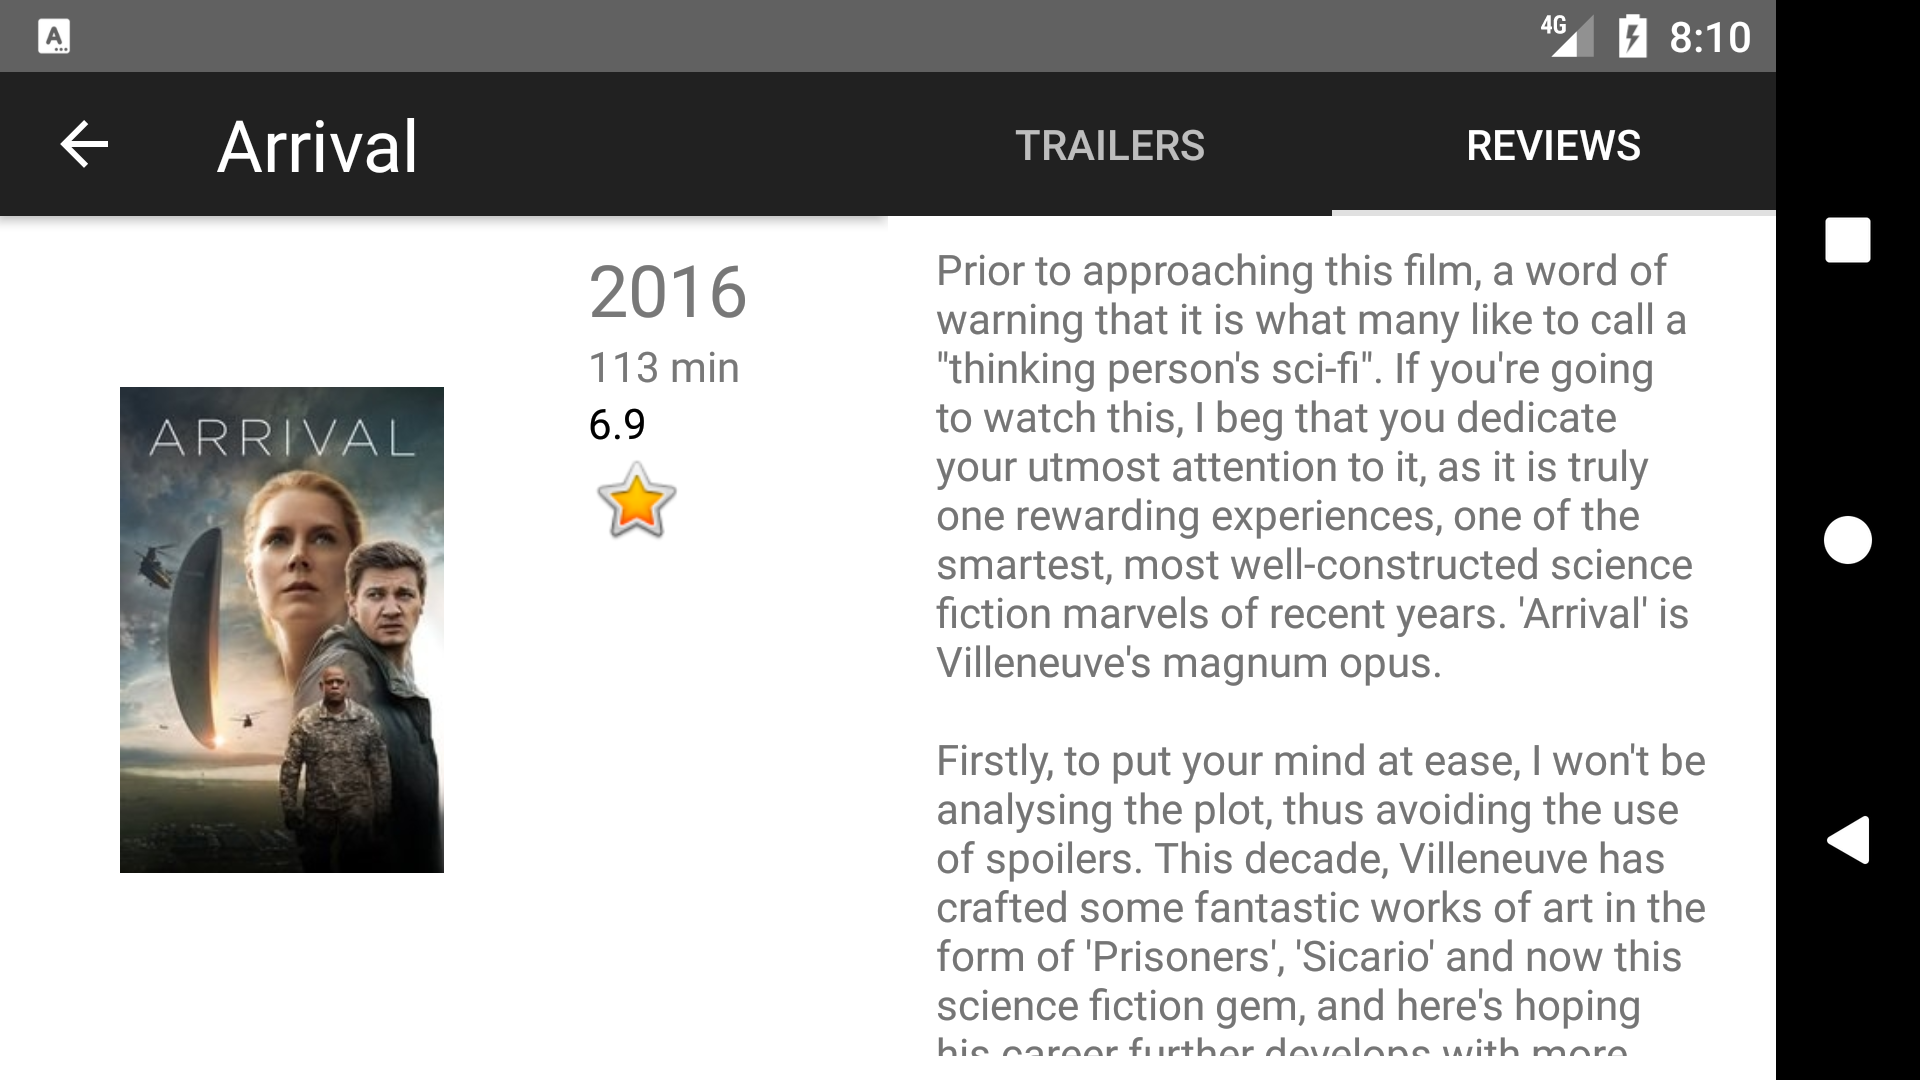 A
4G
8:10
Arrival
TRAILERS
REVIEWS
2016
113 min
6.9
ARRIVAL
Prior to approaching this film, a word of
warning that it is what many like to call a
"thinking person's sci-fi". If you're going
to watch this, I beg that you dedicate
your utmost attention to it, as it is truly
one rewarding experiences, one of the
smartest, most well-constructed science
fiction marvels of recent years. 'Arrival' is
Villeneuve's magnum opus.
Firstly, to put your mind at ease, I won't be
analysing the plot, thus avoiding the use
of spoilers. This decade, Villeneuve has
crafted some fantastic works of art in the
form of 'Prisoners', 'Sicario' and now this
science fiction gem, and here's hoping
his career further develops with more